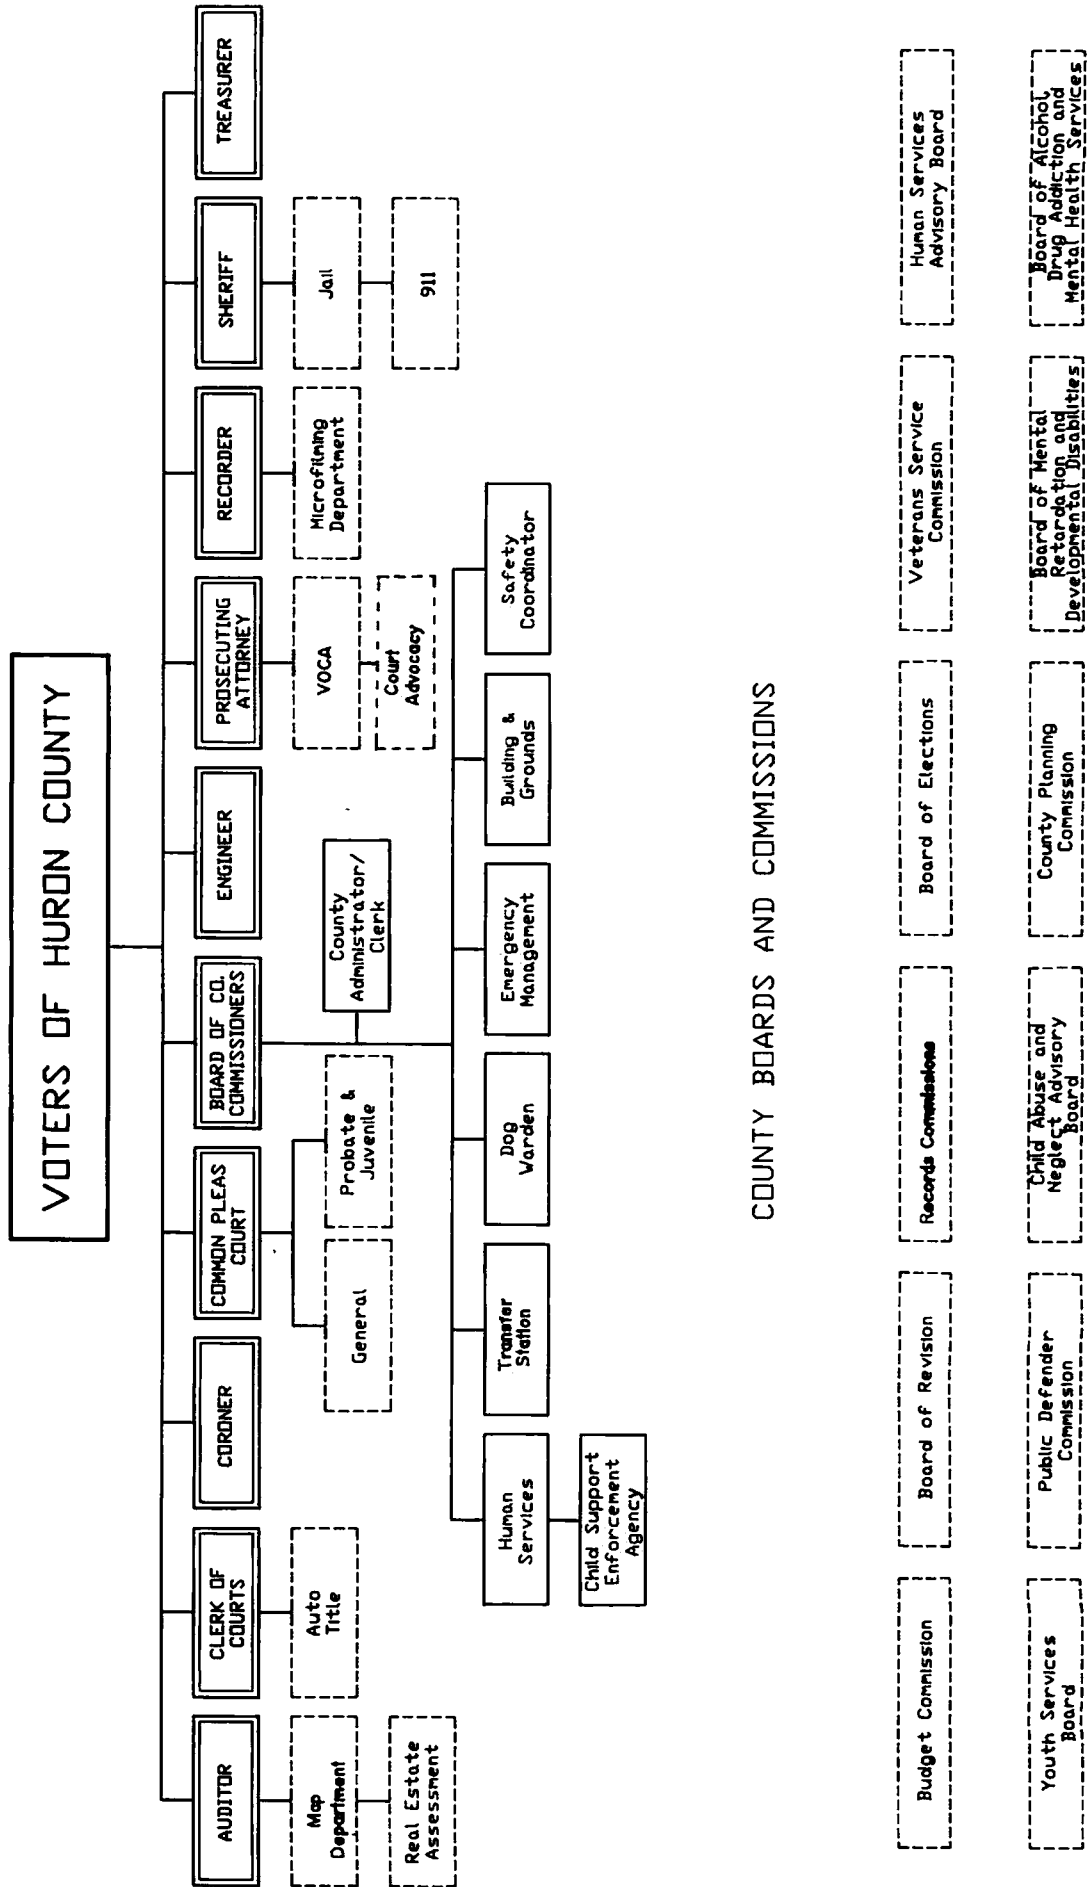 VOTERS OF HURON COUNTY
AUDITOR
CLERK OF
COURTS
CORONER
COMMON PLEAS
COURT
BOARD OF CO.
COMMISSIONERS
ENGINEER
PROSECUTING
ATTORNEY
RECORDER
SHERIFF
TREASURER
Map
Department
Real Estate
Assessment
Auto
Title
General
Probate &
Juvenile
County
Administrator/
Clerk
VOCA
Court
Advocacy
Microfilming
Department
Jail
911
Human
Services
Child Support
Enforcement
Agency
Transfer
Station
Dog
Warden
Emergency
Management
Building &
Grounds
Safety
Coordinator
COUNTY BOARDS AND COMMISSIONS
Budget Commission
Board of Revision
Records Commissions
Board of Elections
Veterans Service
Commission
Human Services
Advisory Board
Youth Services
Board
Public Defender
Commission
Child Abuse and
Neglect Advisory
Board
County Planning
Commission
Board of Mental
Retardation and
Developmental Disabilities
Board of Alcohol,
Drug Addiction and
Mental Health Services